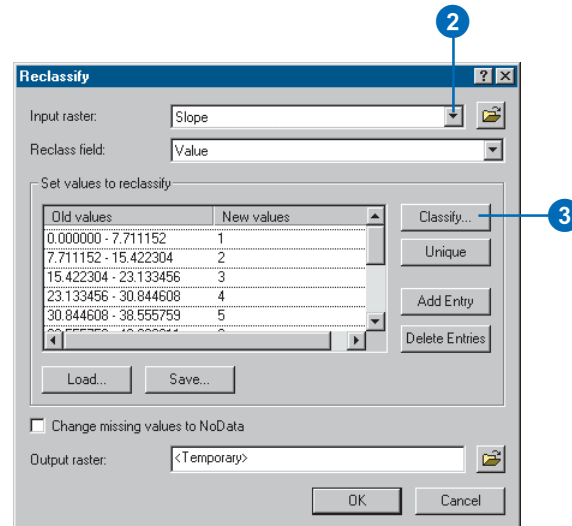 2
Reclassify
Input raster: Slope
Reclass field: Value
Set values to reclassify
Old values New values
0.000000 - 7.711152 1
7.711152 - 15.422304 2
15.422304 - 23.133456 3
23.133456 - 30.844608 4
30.844608 - 38.555759 5
Classify...
3
Unique
Add Entry
Delete Entries
Load... Save...
Change missing values to NoData
Output raster: <Temporary>
OK Cancel